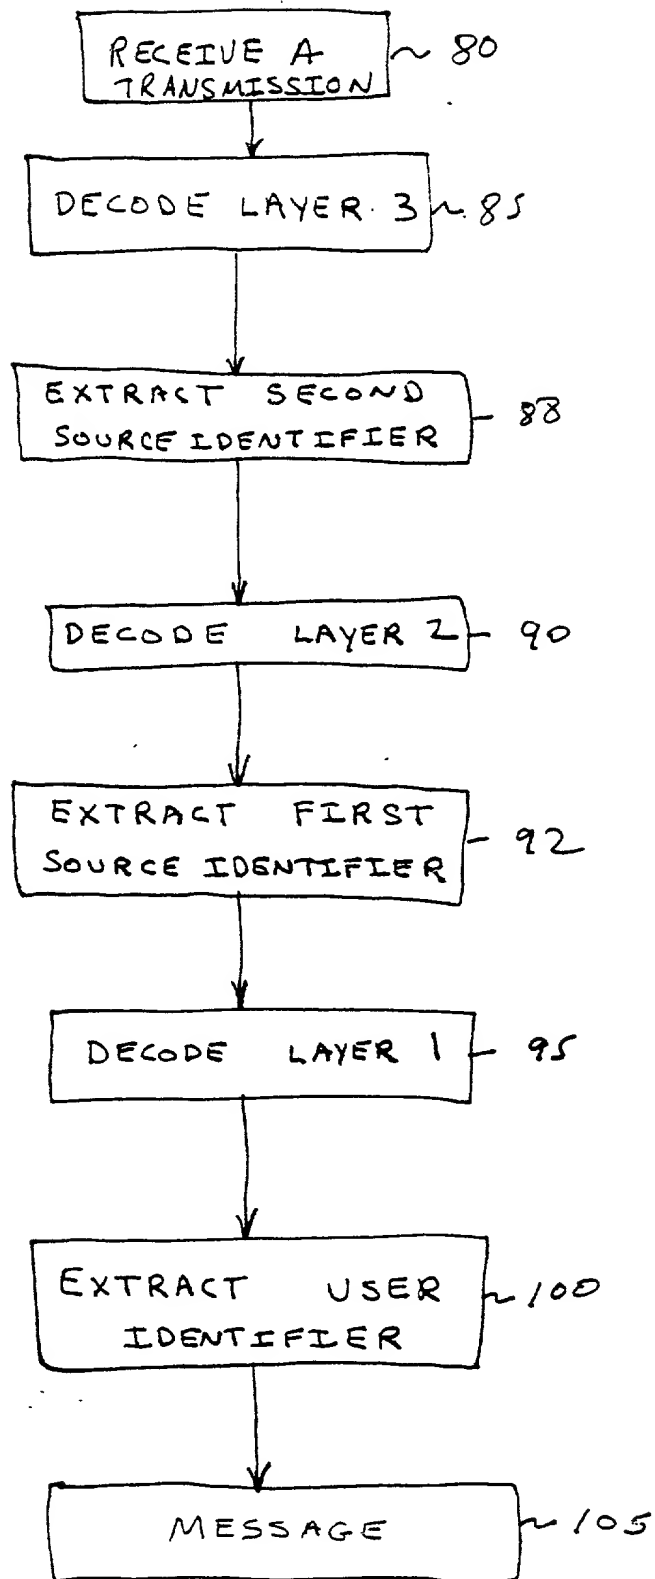 RECEIVE A
TRANSMISSION
80
DECODE LAYER 3
85
EXTRACT SECOND
SOURCE IDENTIFIER
88
DECODE LAYER 2
90
EXTRACT FIRST
SOURCE IDENTIFIER
92
DECODE LAYER 1
95
EXTRACT USER
IDENTIFIER
100
MESSAGE
105